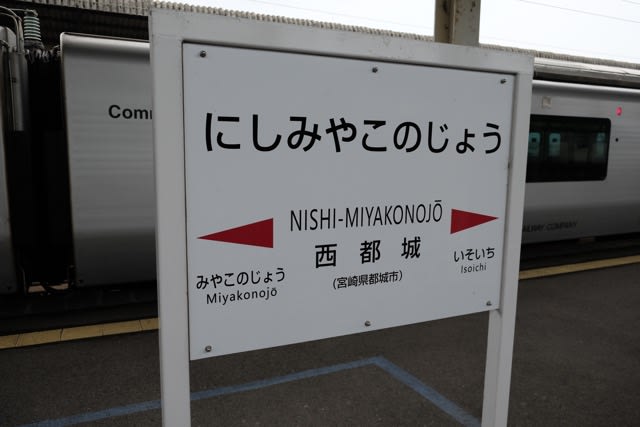 Comm
にしみやこのじょう
NISHI-MIYAKONOJŌ
西都城
(宮崎県都城市)
みやこのじょう
Miyakonojō
いそいち
Isoichi
RAILWAY COMPANY